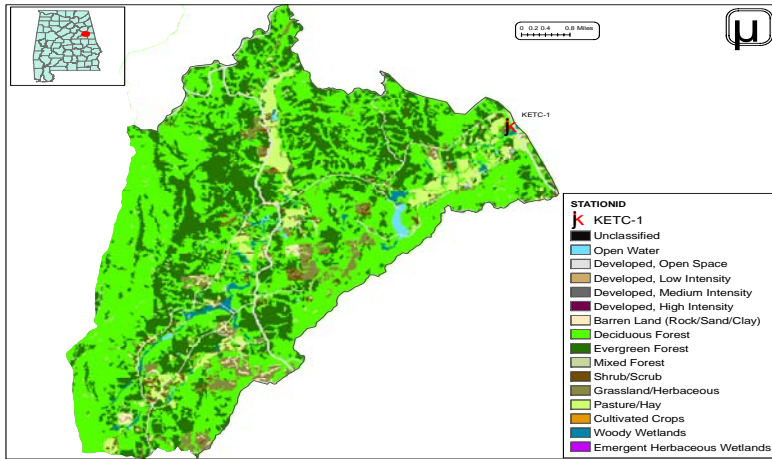 0 0.2 0.4 0.8 Miles
µ
KETC-1
STATIONID
KETC-1
Unclassified
Open Water
Developed, Open Space
Developed, Low Intensity
Developed, Medium Intensity
Developed, High Intensity
Barren Land (Rock/Sand/Clay)
Deciduous Forest
Evergreen Forest
Mixed Forest
Shrub/Scrub
Grassland/Herbaceous
Pasture/Hay
Cultivated Crops
Woody Wetlands
Emergent Herbaceous Wetlands